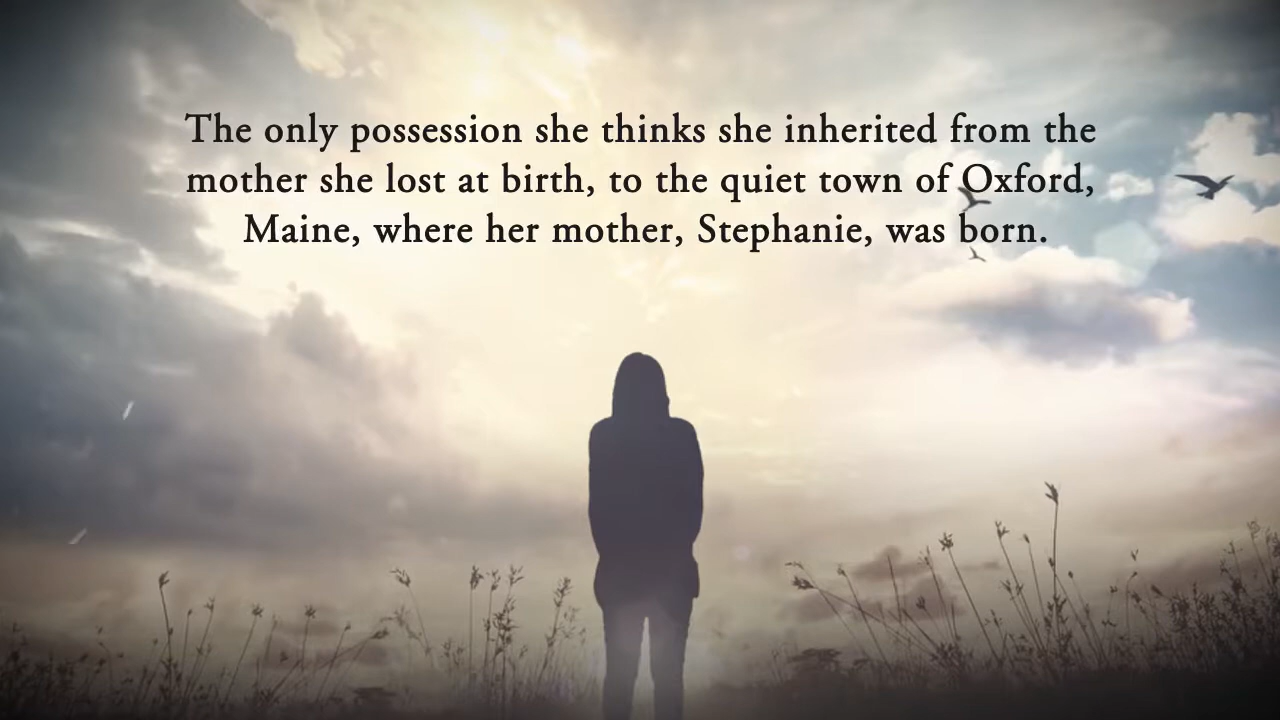 The only possession she thinks she inherited from the
mother she lost at birth, to the quiet town of Oxford,
Maine, where her mother, Stephanie, was born.